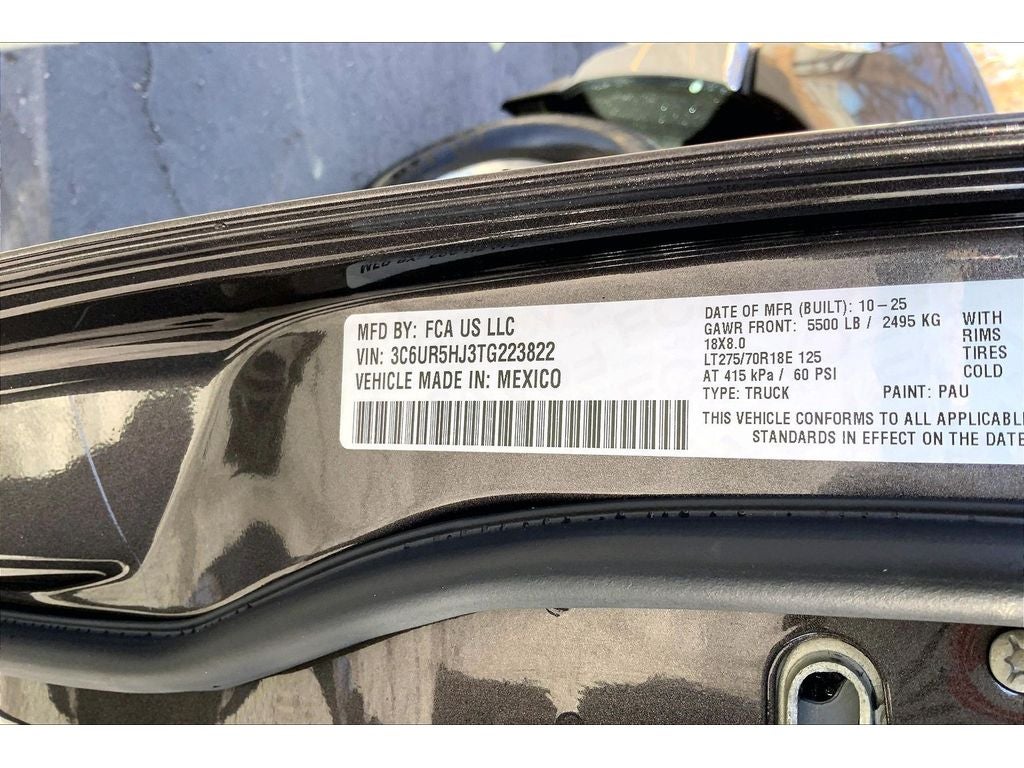 MFD BY: FCA US LLC
VIN: 3C6UR5HJ3TG223822
VEHICLE MADE IN: MEXICO
DATE OF MFR (BUILT): 10-25
GAWR FRONT: 5500 LB / 2495 KG WITH
18X8.0 RIMS
LT275/70R18E 125 TIRES
AT 415 kPa / 60 PSI COLD
TYPE: TRUCK PAINT: PAU
THIS VEHICLE CONFORMS TO ALL APPLICABLE
STANDARDS IN EFFECT ON THE DATE